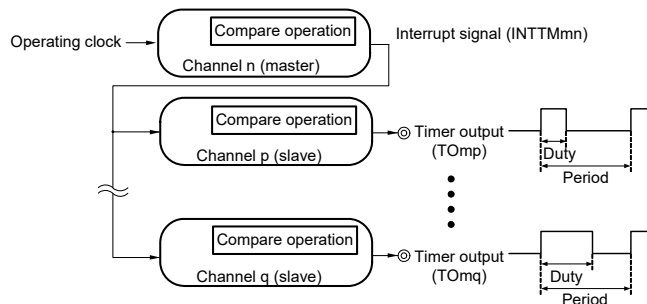 Compare operation
Operating clock
Interrupt signal (INTTMmn)
Channel n (master)
Compare operation
Timer output
(TOmp)
Channel p (slave)
Duty
Period
Compare operation
Timer output
(TOmq)
Channel q (slave)
Duty
Period